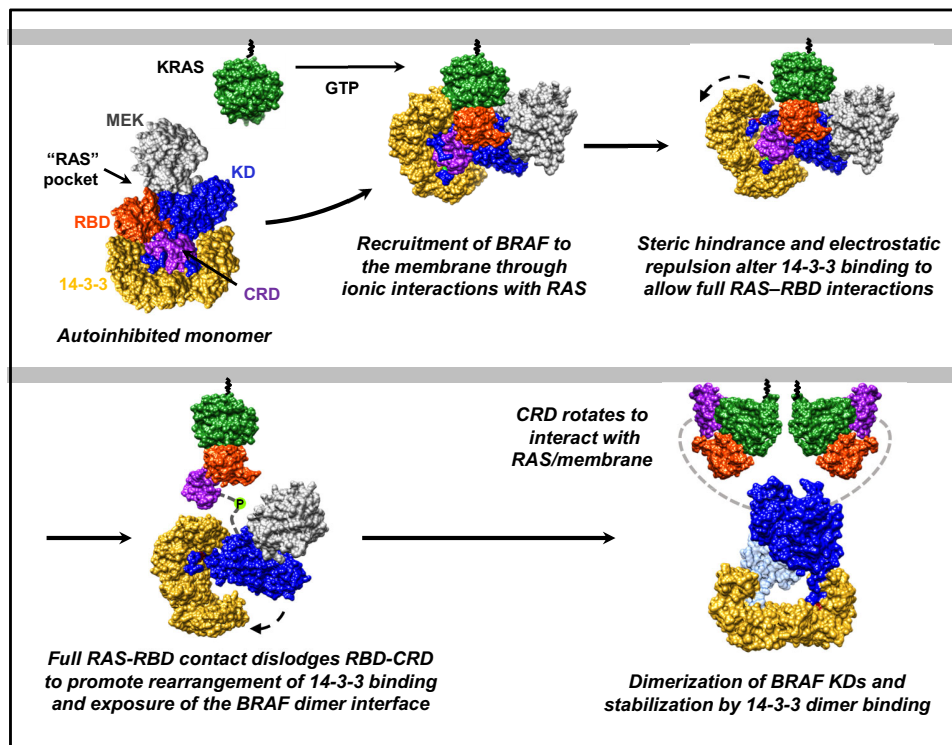 KRAS
GTP
MEK
“RAS”
pocket
KD
RBD
14-3-3
CRD
Autoinhibited monomer
Recruitment of BRAF to
the membrane through
ionic interactions with RAS
Steric hindrance and electrostatic
repulsion alter 14-3-3 binding to
allow full RAS–RBD interactions
P
Full RAS-RBD contact dislodges RBD-CRD
to promote rearrangement of 14-3-3 binding
and exposure of the BRAF dimer interface
CRD rotates to
interact with
RAS/membrane
Dimerization of BRAF KDs and
stabilization by 14-3-3 dimer binding